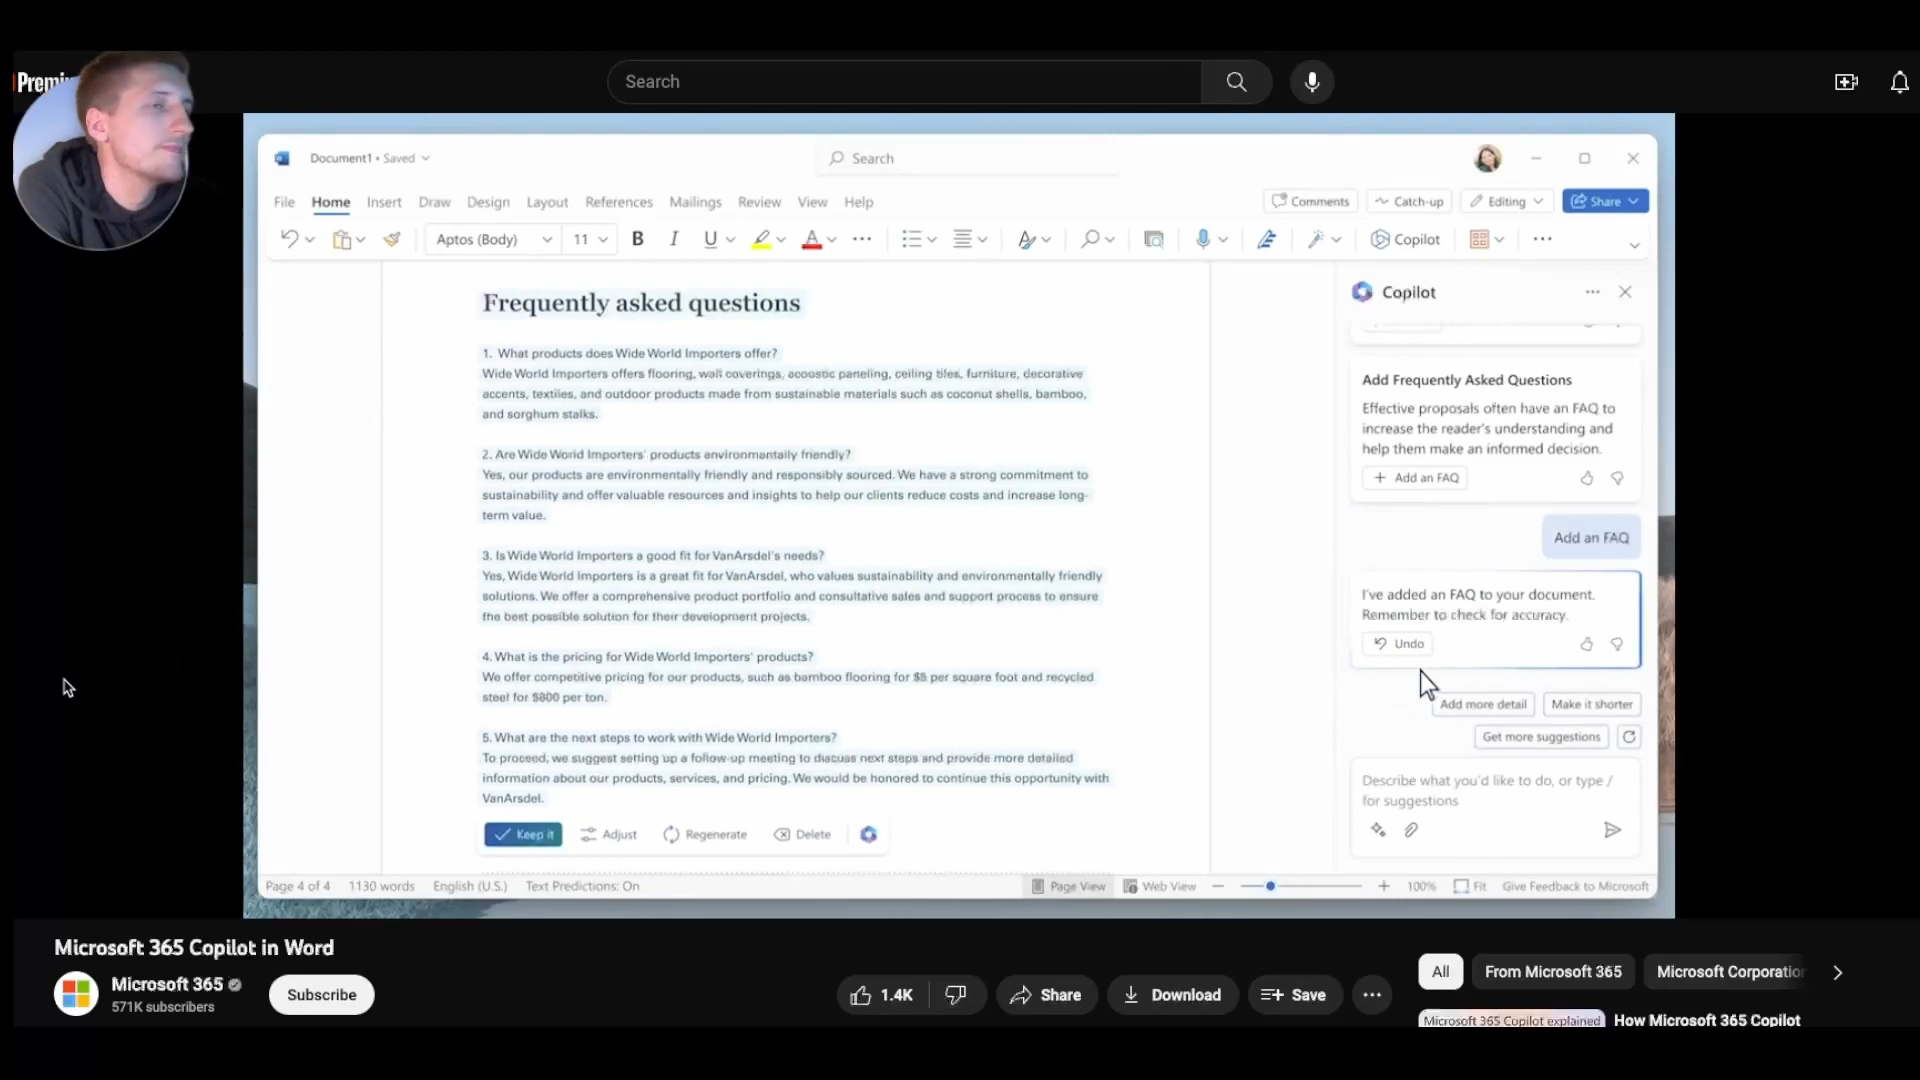 Premi
Search
Document1 • Saved
Search
File Home Insert Draw Design Layout References Mailings Review View Help
Comments Catch-up Editing Share
Aptos (Body) 11 B I U A Copilot
Frequently asked questions
1. What products does Wide World Importers offer?
Wide World Importers offers flooring, wall coverings, acoustic paneling, ceiling tiles, furniture, decorative
accents, textiles, and outdoor products made from sustainable materials such as coconut shells, bamboo,
and sorghum stalks.
2. Are Wide World Importers' products environmentally friendly?
Yes, our products are environmentally friendly and responsibly sourced. We have a strong commitment to
sustainability and offer valuable resources and insights to help our clients reduce costs and increase long-
term value.
3. Is Wide World Importers a good fit for VanArsdel's needs?
Yes, Wide World Importers is a great fit for VanArsdel, who values sustainability and environmentally friendly
solutions. We offer a comprehensive product portfolio and consultative sales and support process to ensure
the best possible solution for their development projects.
4. What is the pricing for Wide World Importers' products?
We offer competitive pricing for our products, such as bamboo flooring for $8 per square foot and recycled
steel for $800 per ton.
5. What are the next steps to work with Wide World Importers?
To proceed, we suggest setting up a follow-up meeting to discuss next steps and provide more detailed
information about our products, services, and pricing. We would be honored to continue this opportunity with
VanArsdel.
Keep it Adjust Regenerate Delete
Copilot
Add Frequently Asked Questions
Effective proposals often have an FAQ to
increase the reader's understanding and
help them make an informed decision.
+ Add an FAQ
Add an FAQ
I've added an FAQ to your document.
Remember to check for accuracy.
Undo
Add more detail Make it shorter
Get more suggestions
Describe what you'd like to do, or type /
for suggestions
Page 4 of 4 1130 words English (U.S.) Text Predictions: On Page View Web View 100% Fit Give Feedback to Microsoft
Microsoft 365 Copilot in Word
Microsoft 365
571K subscribers
Subscribe
1.4K Share Download Save
All From Microsoft 365 Microsoft Corporatio
Microsoft 365 Copilot explained
How Microsoft 365 Copilot